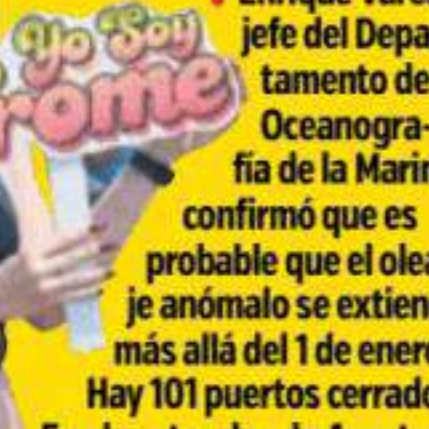 Yo Soy
rome
jefe del Depa
tamento de
Oceanogra-
fía de la Marin
confirmó que es
probable que el olea
je anómalo se extien
más allá del 1 de enero
Hay 101 puertos cerrado